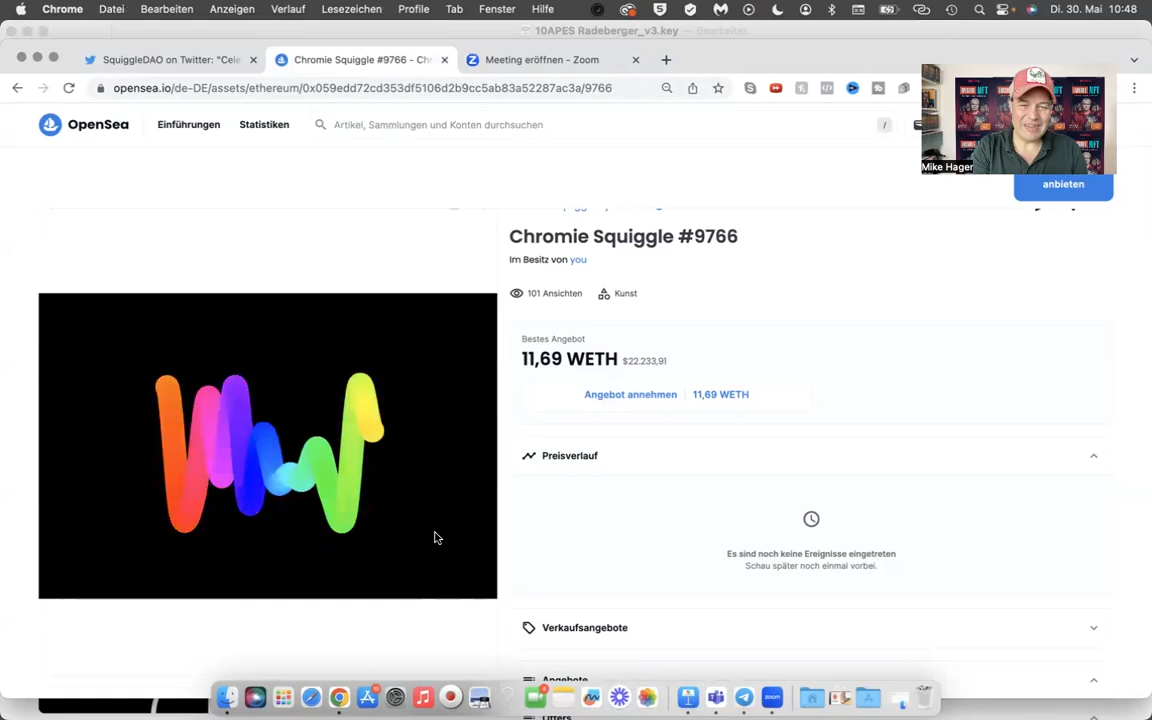 Chrome Datei Bearbeiten Anzeigen Verlauf Lesezeichen Profile Tab Fenster Hilfe Di. 30. Mai 10:48
10APES Radeberger_v3.key — Bearbeitet
SquiggleDAO on Twitter: "Cele
Chromie Squiggle #9766 - Chr
Meeting eröffnen - Zoom
opensea.io/de-DE/assets/ethereum/0x059edd72cd353df5106d2b9cc5ab83a52287ac3a/9766
OpenSea Einführungen Statistiken Artikel, Sammlungen und Konten durchsuchen /
Mike Hager
anbieten
Chromie Squiggle #9766
Im Besitz von you
101 Ansichten Kunst
Bestes Angebot
11,69 WETH $22.233,91
Angebot annehmen 11,69 WETH
Preisverlauf
Es sind noch keine Ereignisse eingetreten
Schau später noch einmal vorbei.
Verkaufsangebote
Angebote
Offers
zoom